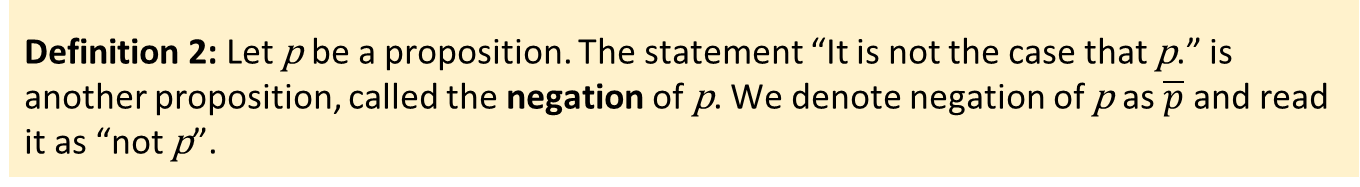 Definition 2: Let p be a proposition. The statement “It is not the case that p.” is
another proposition, called the negation of p. We denote negation of p as p̅ and read
it as “not p”.